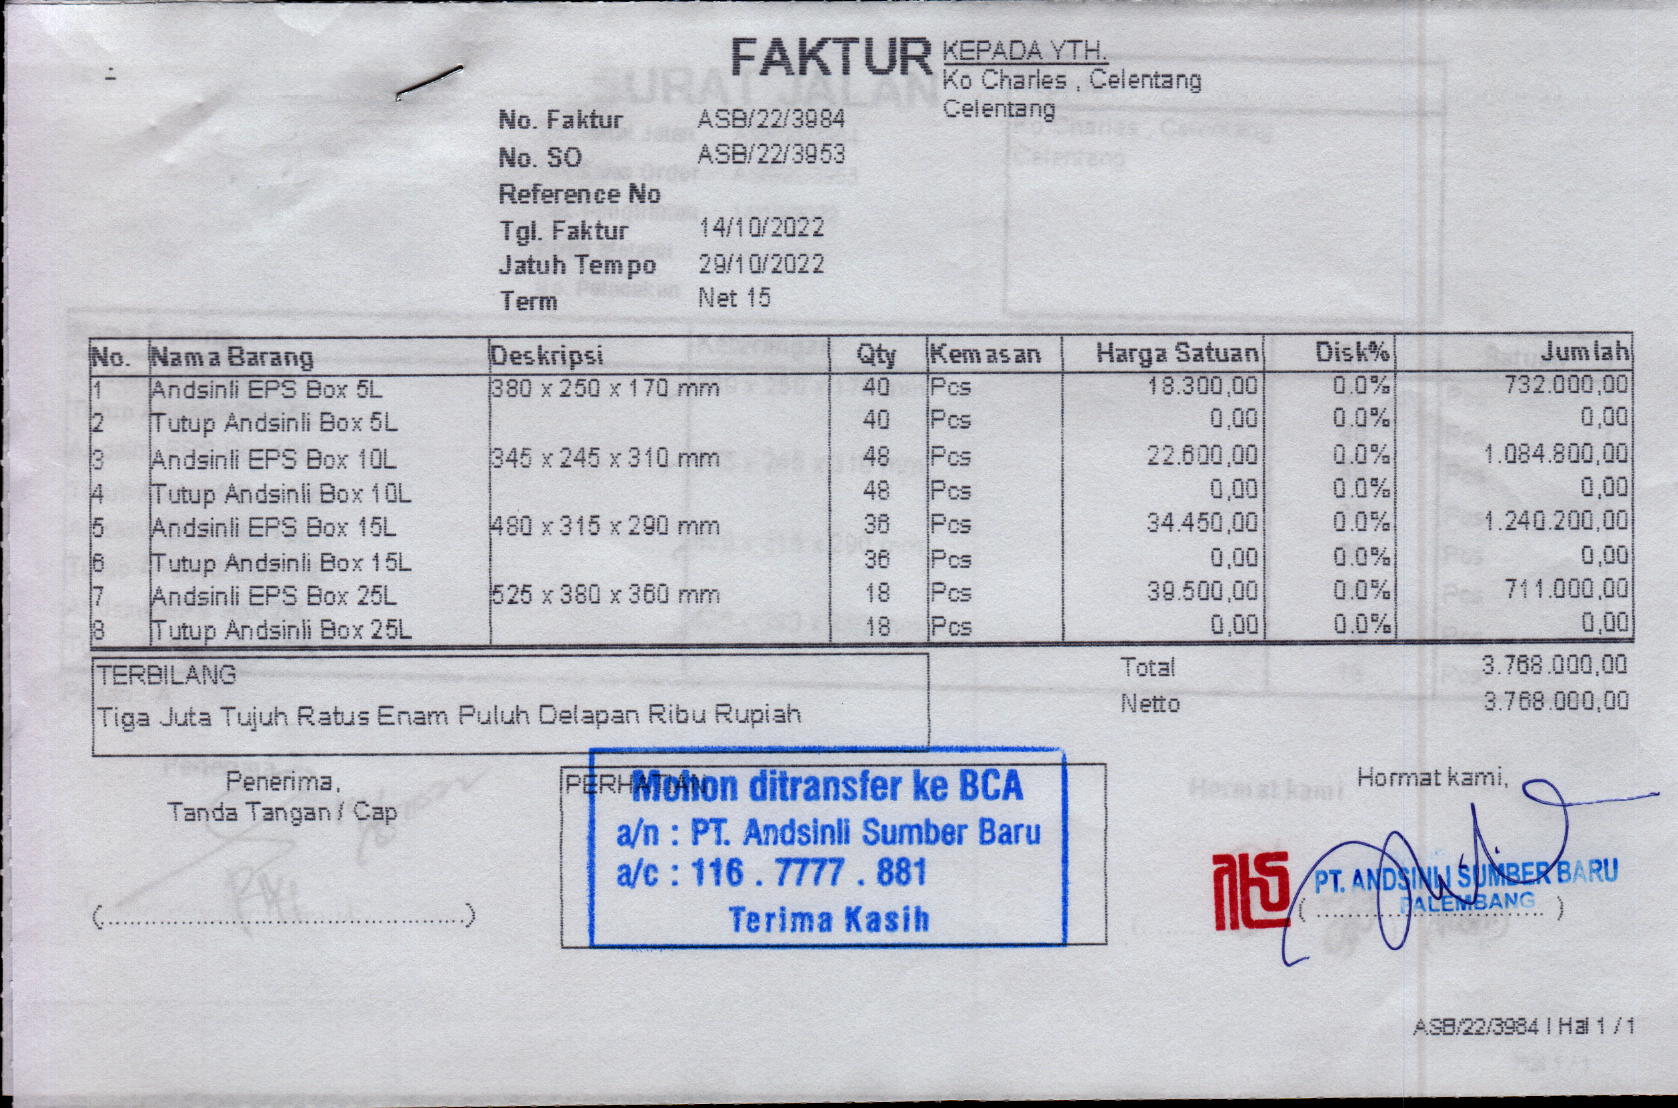 FAKTUR
KEPADA YTH.
Ko Charles , Celentang
Celentang
No. Faktur ASB/22/3984
No. SO ASB/22/3953
Reference No
Tgl. Faktur 14/10/2022
Jatuh Tempo 29/10/2022
Term Net 15
No. Nama Barang Deskripsi Qty Kemasan Harga Satuan Disk% Jumlah
1 Andsinli EPS Box 5L 380 x 250 x 170 mm 40 Pcs 18.300,00 0.0% 732.000,00
2 Tutup Andsinli Box 5L 40 Pcs 0,00 0.0% 0,00
3 Andsinli EPS Box 10L 345 x 245 x 310 mm 48 Pcs 22.600,00 0.0% 1.084.800,00
4 Tutup Andsinli Box 10L 48 Pcs 0,00 0.0% 0,00
5 Andsinli EPS Box 15L 480 x 315 x 290 mm 36 Pcs 34.450,00 0.0% 1.240.200,00
6 Tutup Andsinli Box 15L 36 Pcs 0,00 0.0% 0,00
7 Andsinli EPS Box 25L 525 x 380 x 360 mm 18 Pcs 39.500,00 0.0% 711.000,00
8 Tutup Andsinli Box 25L 18 Pcs 0,00 0.0% 0,00
TERBILANG
Tiga Juta Tujuh Ratus Enam Puluh Delapan Ribu Rupiah
Total 3.768.000,00
Netto 3.768.000,00
Penerima,
Tanda Tangan / Cap
(........................................................)
PERHATIAN
Mohon ditransfer ke BCA
a/n : PT. Andsinli Sumber Baru
a/c : 116 . 7777 . 881
Terima Kasih
Hormat kami,
PT. ANDSINLI SUMBER BARU
PALEMBANG
ASB/22/3984 | Hal 1 / 1